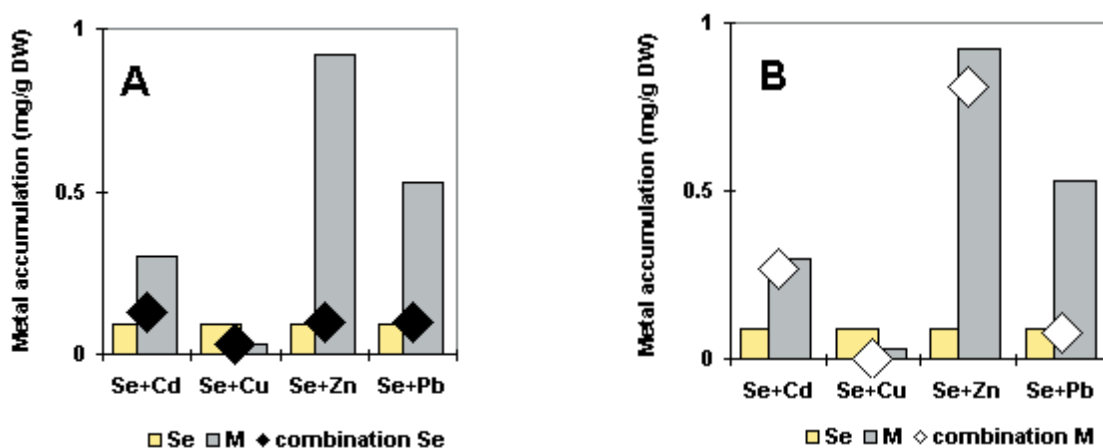 A
Metal accumulation (mg/g DW)
1
0.5
0
Se+Cd Se+Cu Se+Zn Se+Pb
Se M combination Se
B
Metal accumulation (mg/g DW)
1
0.5
0
Se+Cd Se+Cu Se+Zn Se+Pb
Se M combination M